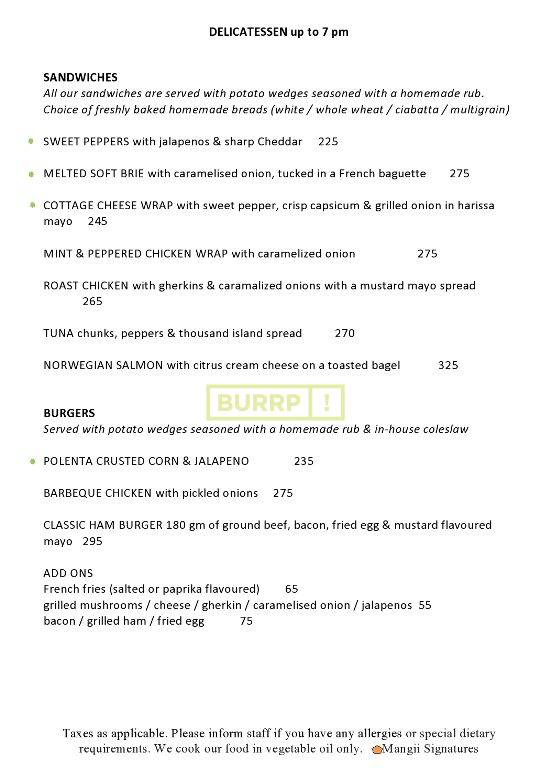 DELICATESSEN up to 7 pm
SANDWICHES
All our sandwiches are served with potato wedges seasoned with a homemade rub.
Choice of freshly baked homemade breads (white / whole wheat / ciabatta / multigrain)
SWEET PEPPERS with jalapenos & sharp Cheddar 225
MELTED SOFT BRIE with caramelised onion, tucked in a French baguette 275
COTTAGE CHEESE WRAP with sweet pepper, crisp capsicum & grilled onion in harissa
mayo 245
MINT & PEPPERED CHICKEN WRAP with caramelized onion 275
ROAST CHICKEN with gherkins & caramalized onions with a mustard mayo spread
265
TUNA chunks, peppers & thousand island spread 270
NORWEGIAN SALMON with citrus cream cheese on a toasted bagel 325
BURRP !
BURGERS
Served with potato wedges seasoned with a homemade rub & in-house coleslaw
POLENTA CRUSTED CORN & JALAPENO 235
BARBEQUE CHICKEN with pickled onions 275
CLASSIC HAM BURGER 180 gm of ground beef, bacon, fried egg & mustard flavoured
mayo 295
ADD ONS
French fries (salted or paprika flavoured) 65
grilled mushrooms / cheese / gherkin / caramelised onion / jalapenos 55
bacon / grilled ham / fried egg 75
Taxes as applicable. Please inform staff if you have any allergies or special dietary
requirements. We cook our food in vegetable oil only. Mangii Signatures